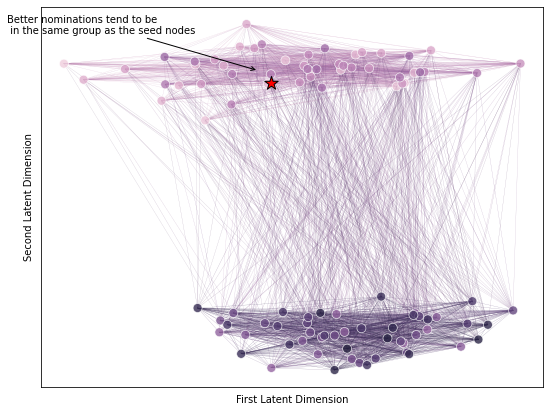 Better nominations tend to be
in the same group as the seed nodes
Second Latent Dimension
First Latent Dimension